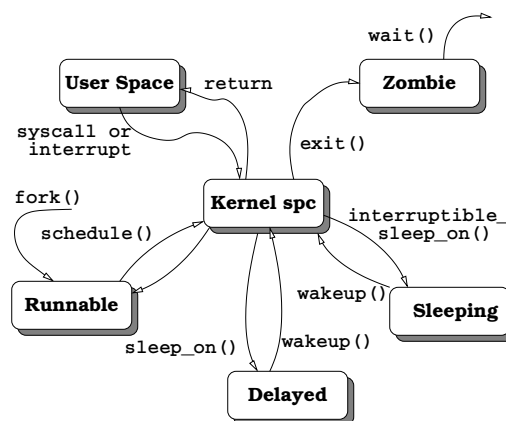 wait()
User Space
return
Zombie
syscall or
interrupt
exit()
Kernel spc
fork()
schedule()
interruptible_
sleep_on()
Runnable
wakeup()
Sleeping
sleep_on()
wakeup()
Delayed